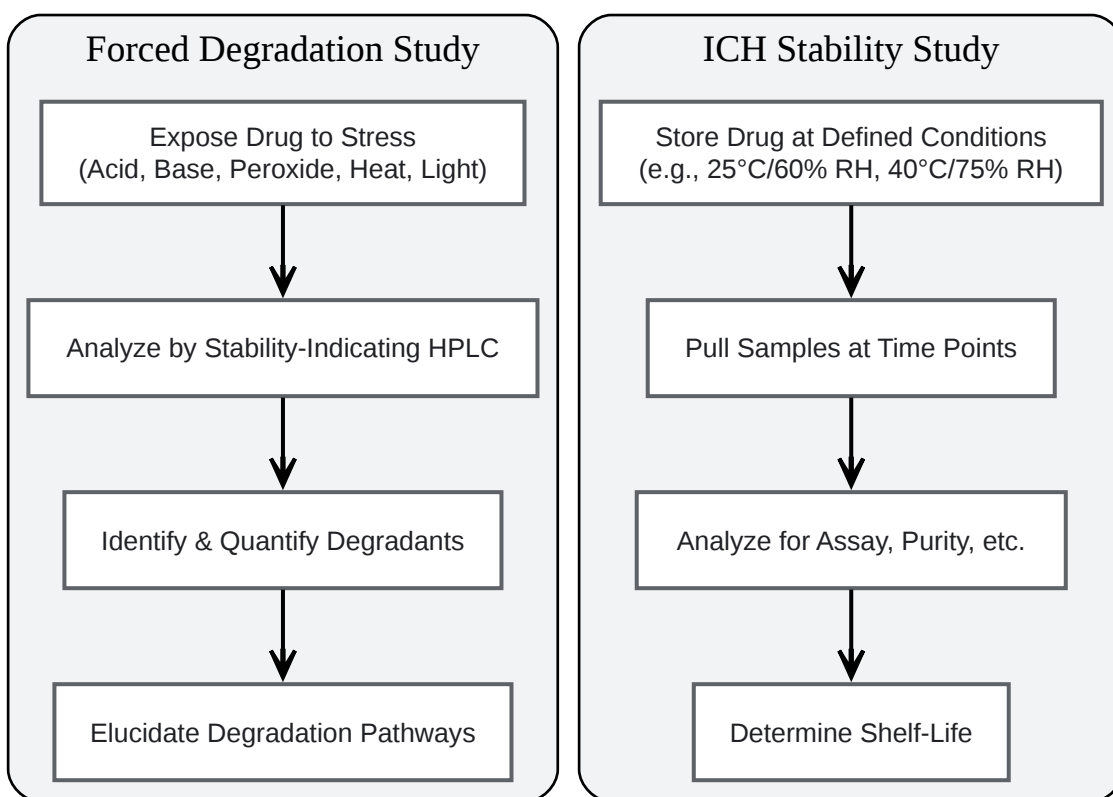 Forced Degradation Study
Expose Drug to Stress
(Acid, Base, Peroxide, Heat, Light)
Analyze by Stability-Indicating HPLC
Identify & Quantify Degradants
Elucidate Degradation Pathways
ICH Stability Study
Store Drug at Defined Conditions
(e.g., 25°C/60% RH, 40°C/75% RH)
Pull Samples at Time Points
Analyze for Assay, Purity, etc.
Determine Shelf-Life